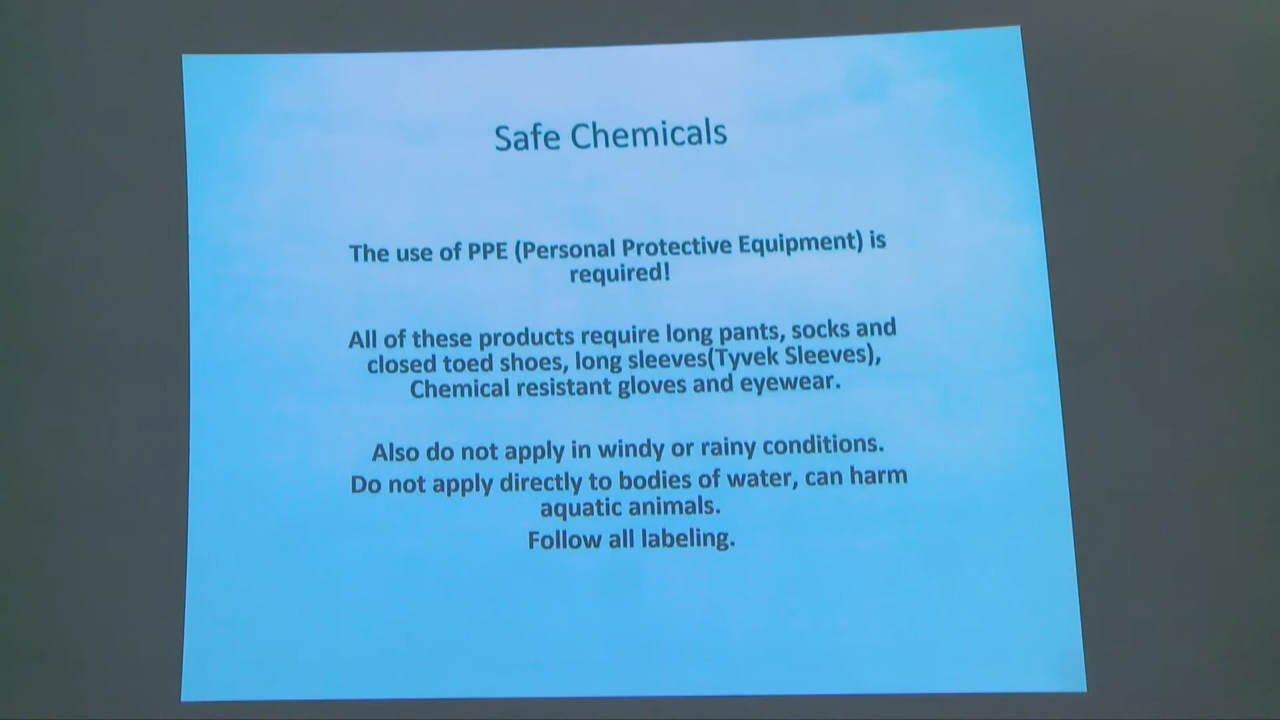 Safe Chemicals
The use of PPE (Personal Protective Equipment) is
required!
All of these products require long pants, socks and
closed toed shoes, long sleeves(Tyvek Sleeves),
Chemical resistant gloves and eyewear.
Also do not apply in windy or rainy conditions.
Do not apply directly to bodies of water, can harm
aquatic animals.
Follow all labeling.